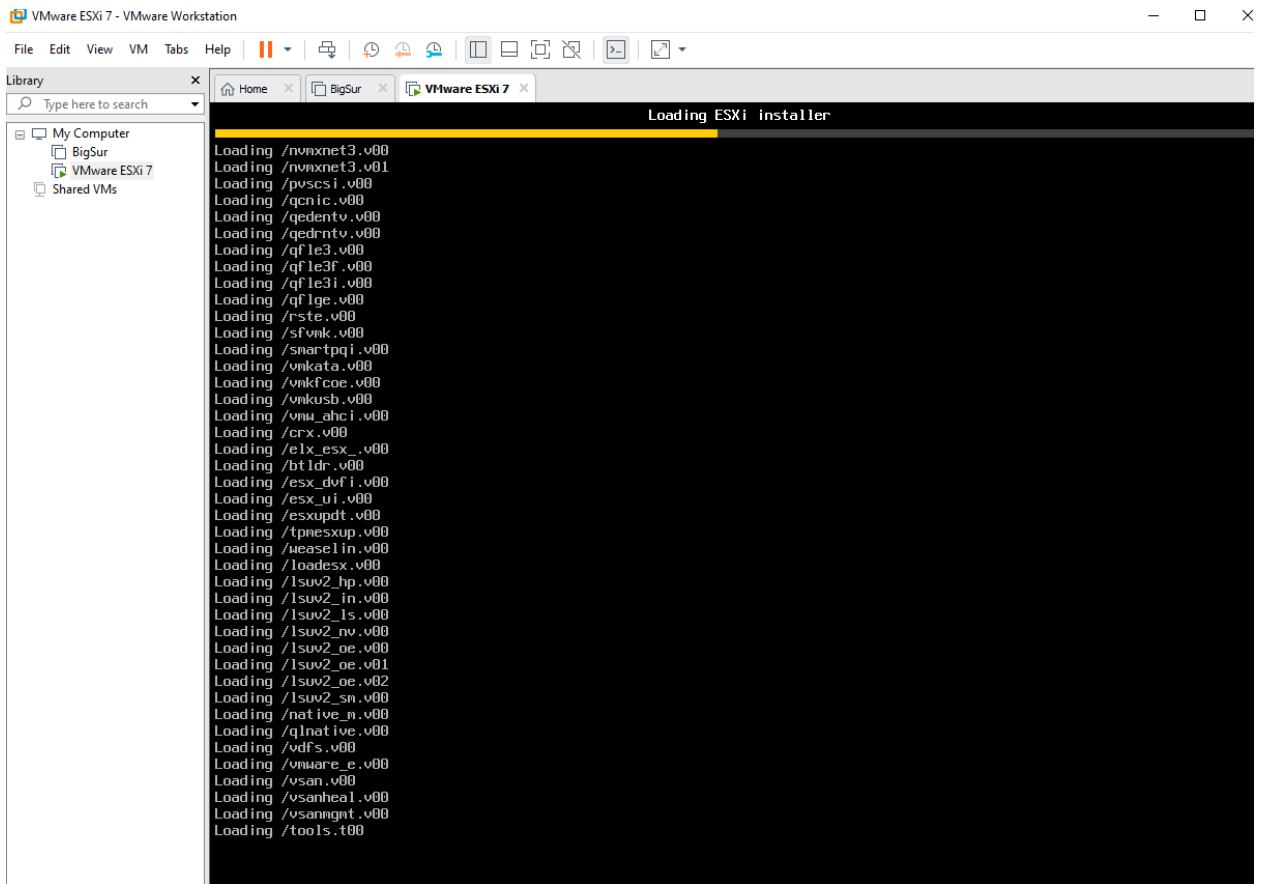 VMware ESXi 7 - VMware Workstation
File Edit View VM Tabs Help
Library
Type here to search
My Computer
BigSur
VMware ESXi 7
Shared VMs
Home BigSur VMware ESXi 7
Loading ESXi installer
Loading /nvmxnet3.v00
Loading /nvmxnet3.v01
Loading /pvscsi.v00
Loading /qcnic.v00
Loading /qedentv.v00
Loading /qedrntv.v00
Loading /qfle3.v00
Loading /qfle3f.v00
Loading /qfle3i.v00
Loading /qflge.v00
Loading /rste.v00
Loading /sfvmk.v00
Loading /smartpqi.v00
Loading /vmkata.v00
Loading /vmkfcoe.v00
Loading /vmkusb.v00
Loading /vmw_ahci.v00
Loading /crx.v00
Loading /elx_esx_.v00
Loading /btldr.v00
Loading /esx_dvfi.v00
Loading /esx_ui.v00
Loading /esxupdt.v00
Loading /tpmesxup.v00
Loading /weaselin.v00
Loading /loadesx.v00
Loading /lsuv2_hp.v00
Loading /lsuv2_in.v00
Loading /lsuv2_ls.v00
Loading /lsuv2_nv.v00
Loading /lsuv2_oe.v00
Loading /lsuv2_oe.v01
Loading /lsuv2_oe.v02
Loading /lsuv2_sm.v00
Loading /native_m.v00
Loading /qlnative.v00
Loading /vdfs.v00
Loading /vmware_e.v00
Loading /vsan.v00
Loading /vsanheal.v00
Loading /vsanmgmt.v00
Loading /tools.t00